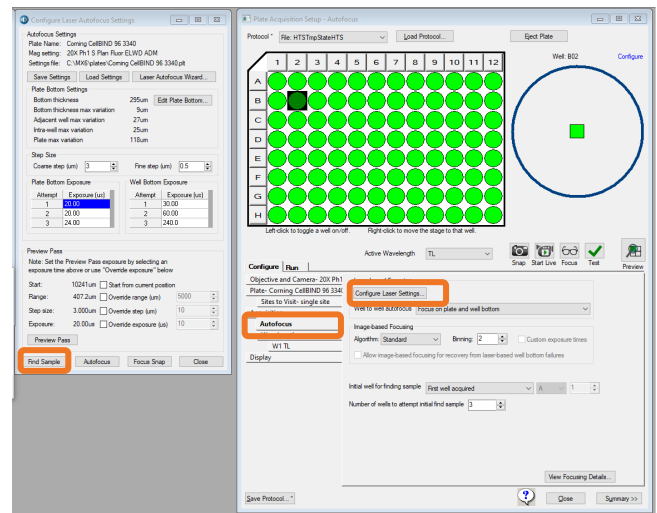 Configure Laser Autofocus Settings
Autofocus Settings
Plate Name: Corning CellBIND 96 3340
Mag setting: 20X Ph1 S Plan Fluor ELWD ADM
Settings file: C:\MX6\plates\Corning CellBIND 96 3340.plt
Save Settings Load Settings Laser Autofocus Wizard...
Plate Bottom Settings
Bottom thickness 295um Edit Plate Bottom...
Bottom thickness max variation 9um
Adjacent well max variation 27um
Intra-well max variation 25um
Plate max variation 118um
Step Size
Coarse step (um) 3 Fine step (um) 0.5
Plate Bottom Exposure Well Bottom Exposure
Attempt Exposure (us) Attempt Exposure (us)
1 20.00 1 30.00
2 20.00 2 60.00
3 24.00 3 240.0
Preview Pass
Note: Set the Preview Pass exposure by selecting an
exposure time above or use "Override exposure" below
Start: 10241um Start from current position
Range: 407.2um Override range (um) 5000
Step size: 3.000um Override step (um) 10
Exposure: 20.00us Override exposure (us) 10
Preview Pass
Find Sample Autofocus Focus Snap Close
Plate Acquisition Setup - Autofocus
Protocol * File: HTSTmpStateHTS Load Protocol... Eject Plate
1 2 3 4 5 6 7 8 9 10 11 12
A
B
C
D
E
F
G
H
Well: B02 Configure
Left-click to toggle a well on/off. Right-click to move the stage to that well.
Active Wavelength TL
Snap Start Live Focus Test Preview
Configure Run
Objective and Camera- 20X Ph1
Plate- Corning CellBIND 96 3340
Sites to Visit- single site
Autofocus
W1 TL
Display
Configure Laser Settings...
Well to well autofocus Focus on plate and well bottom
Image-based Focusing
Algorithm: Standard Binning: 2 Custom exposure times
Allow image-based focusing for recovery from laser-based well bottom failures
Initial well for finding sample First well acquired A 1
Number of wells to attempt initial find sample 3
View Focusing Details...
Save Protocol...* ? Close Summary >>